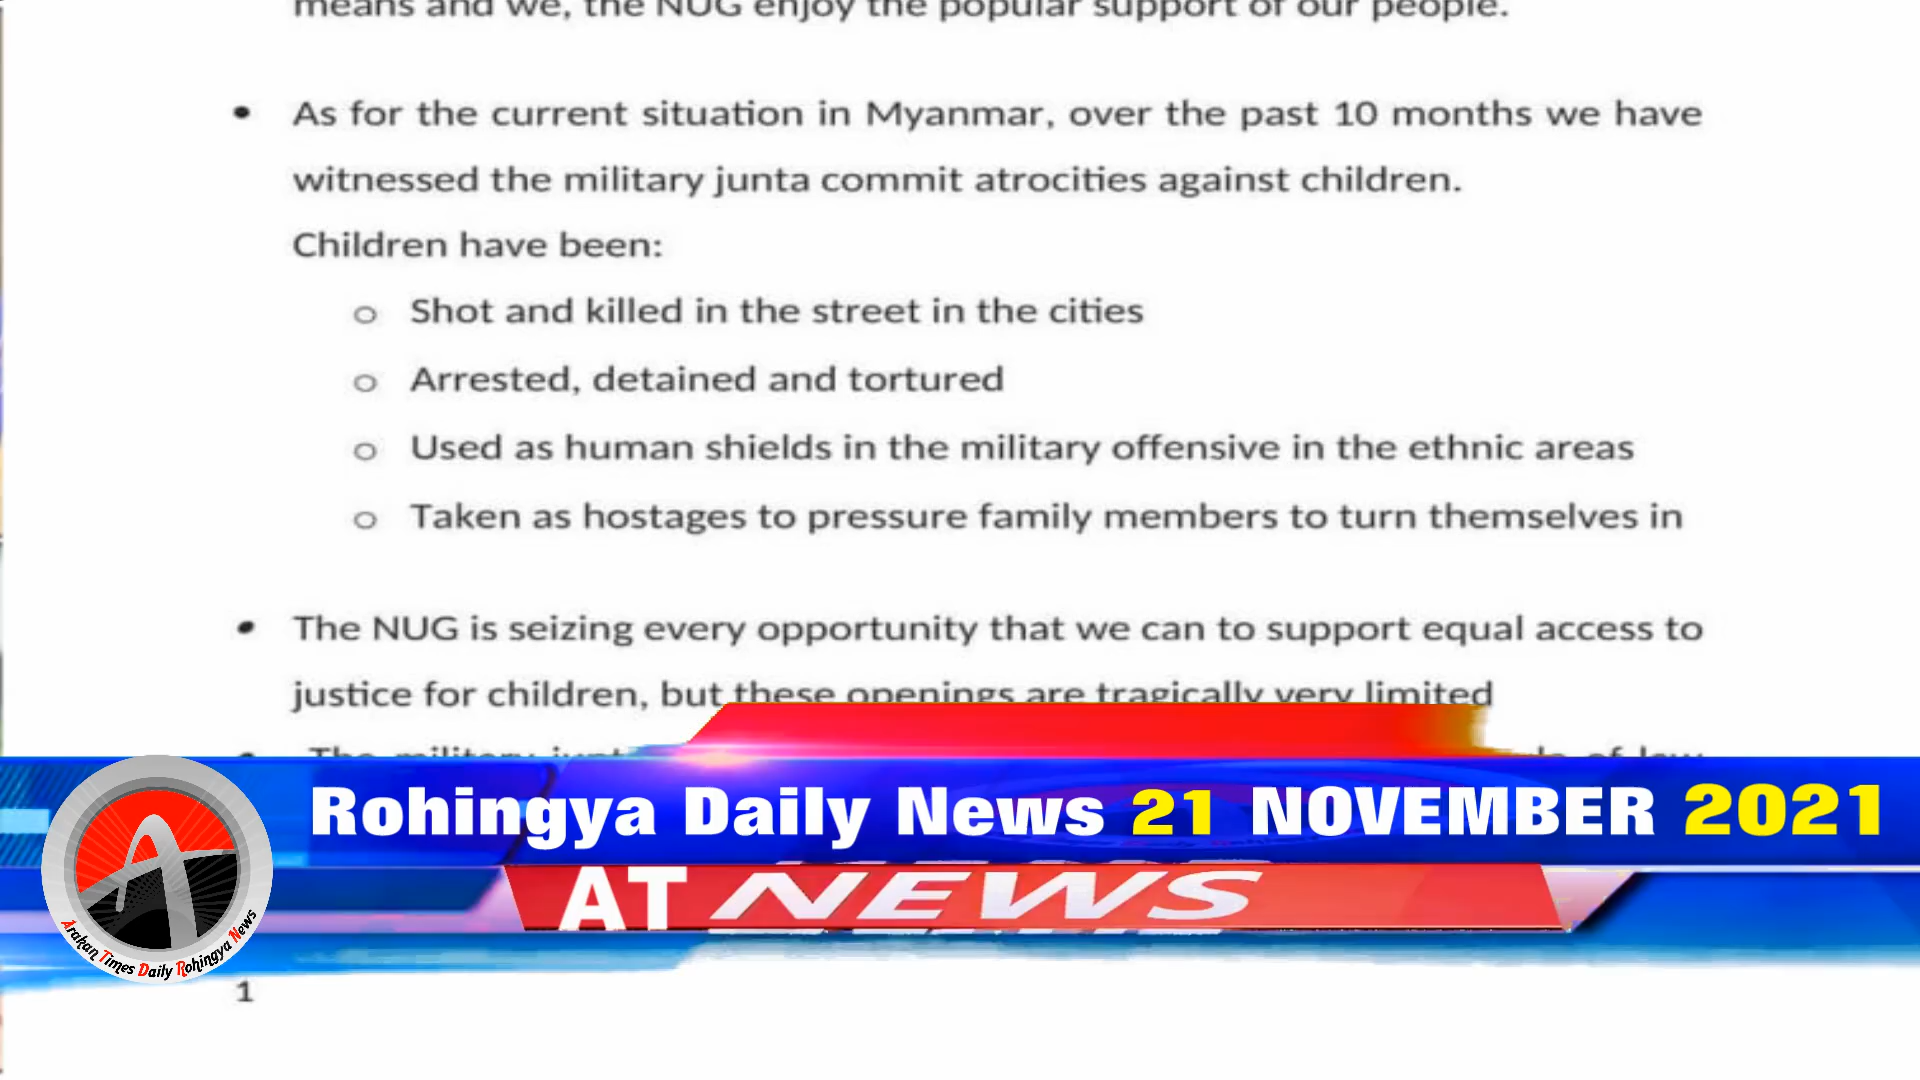 means and we, the NUG enjoy the popular support of our people.
• As for the current situation in Myanmar, over the past 10 months we have
witnessed the military junta commit atrocities against children.
Children have been:
o Shot and killed in the street in the cities
o Arrested, detained and tortured
o Used as human shields in the military offensive in the ethnic areas
o Taken as hostages to pressure family members to turn themselves in
• The NUG is seizing every opportunity that we can to support equal access to
justice for children, but these openings are tragically very limited
• The military of law
Rohingya Daily News 21 NOVEMBER 2021
AT NEWS
Arakan Times Daily Rohingya News
1